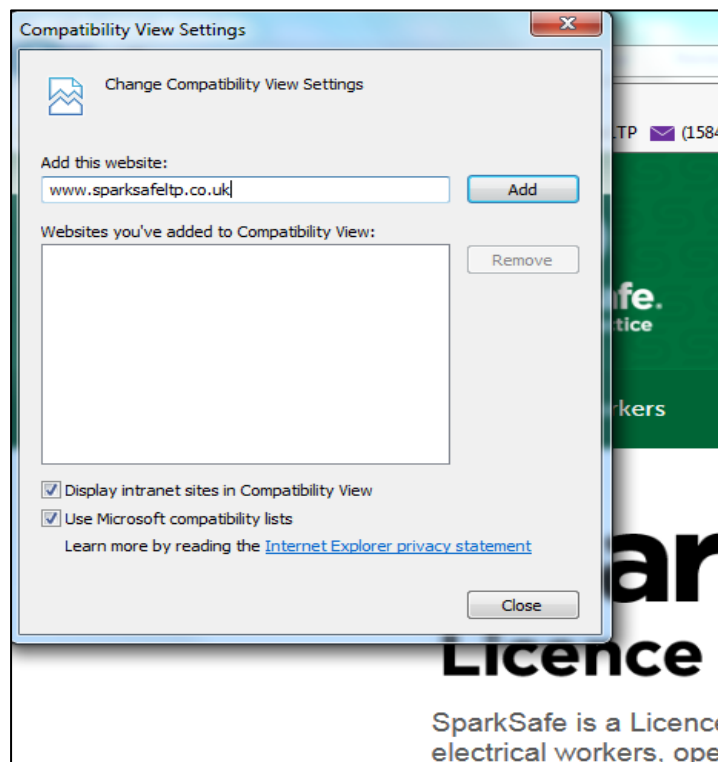 Compatibility View Settings
Change Compatibility View Settings
Add this website:
www.sparksafeltp.co.uk
Add
Websites you've added to Compatibility View:
Remove
Display intranet sites in Compatibility View
Use Microsoft compatibility lists
Learn more by reading the Internet Explorer privacy statement
Close
LTP (1584
fe.
tice
kers
ar
Licence
SparkSafe is a Licence
electrical workers, ope